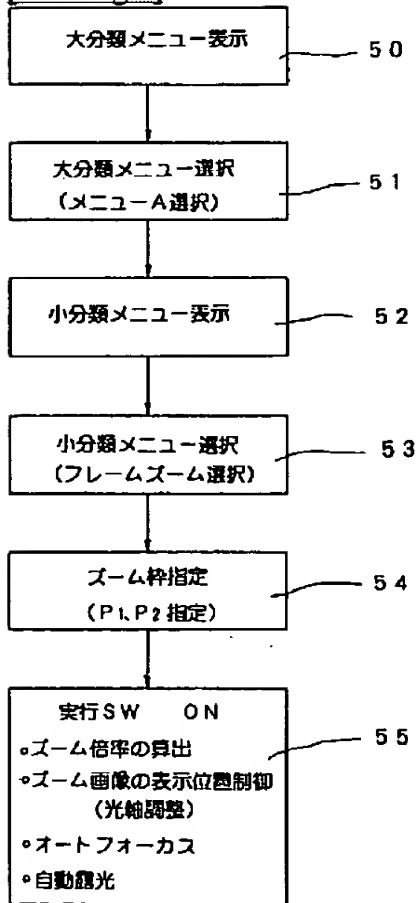 大分類メニュー表示
50
大分類メニュー選択
(メニューA選択)
51
小分類メニュー表示
52
小分類メニュー選択
(フレームズーム選択)
53
ズーム枠指定
(P1、P2指定)
54
実行SW ON
55
◦ズーム倍率の算出
◦ズーム画像の表示位置制御
(光軸調整)
◦オートフォーカス
◦自動露光